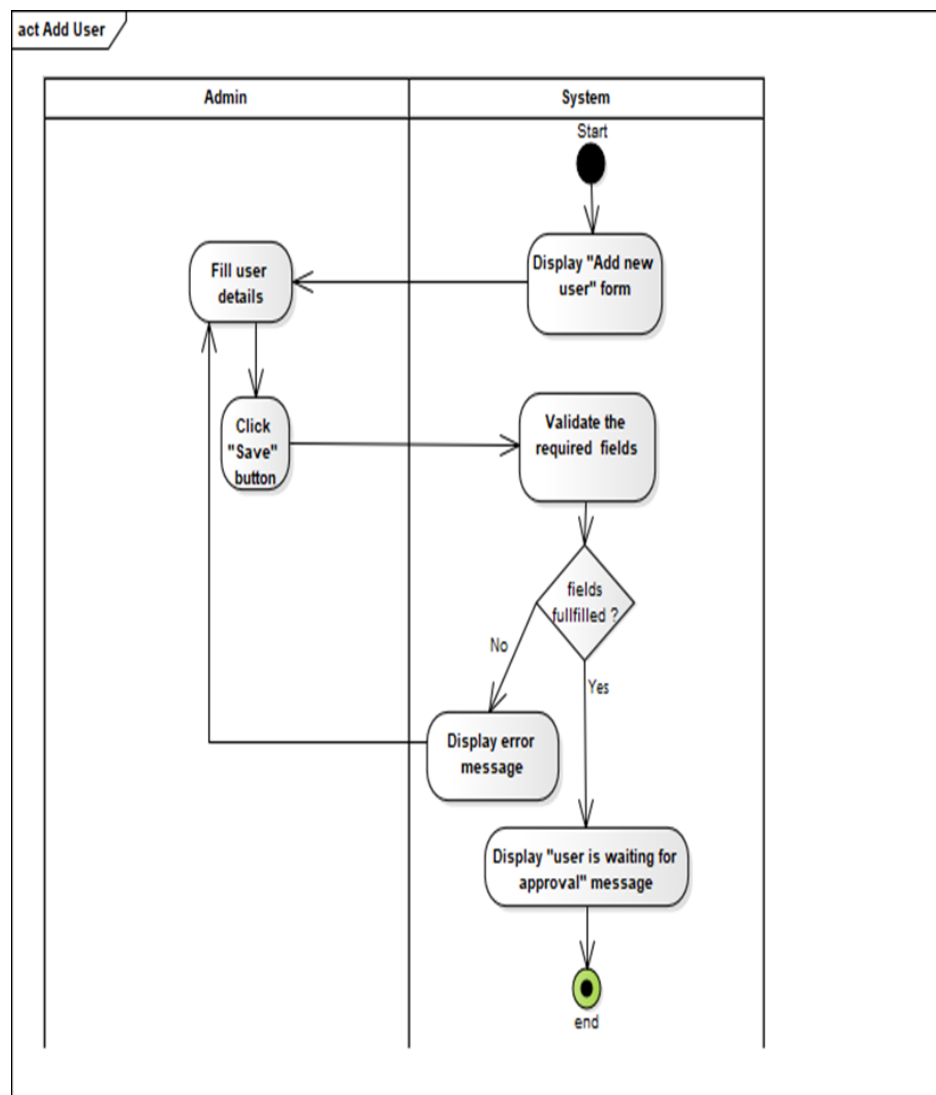 act Add User
Admin
System
Start
Display "Add new
user" form
Fill user
details
Click
"Save"
button
Validate the
required fields
fields
fullfilled ?
No
Yes
Display error
message
Display "user is waiting for
approval" message
end